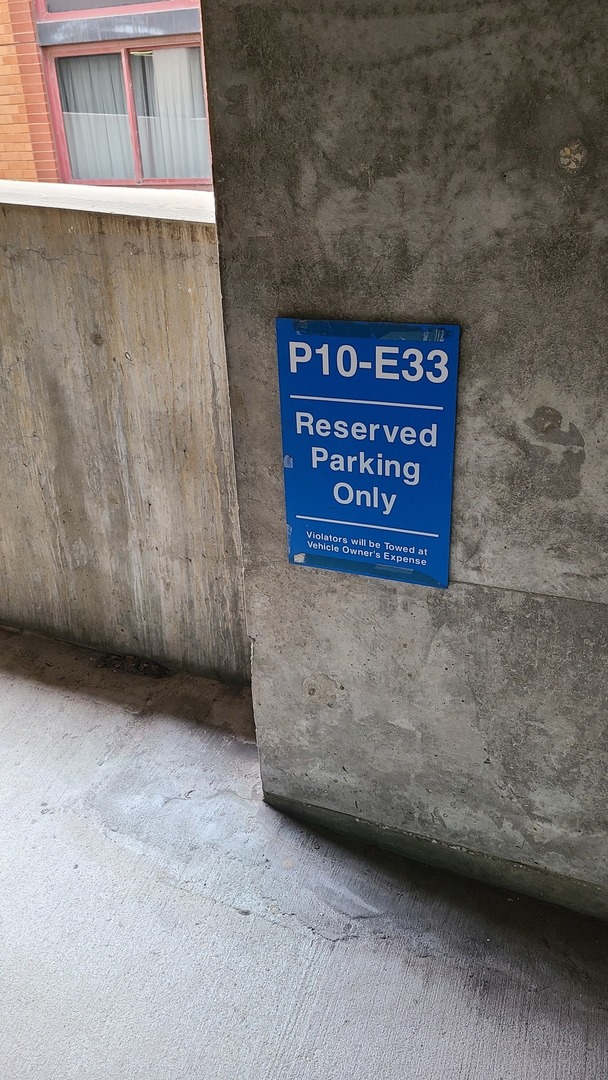 P10-E33
Reserved
Parking
Only
Violators will be Towed at
Vehicle Owner's Expense